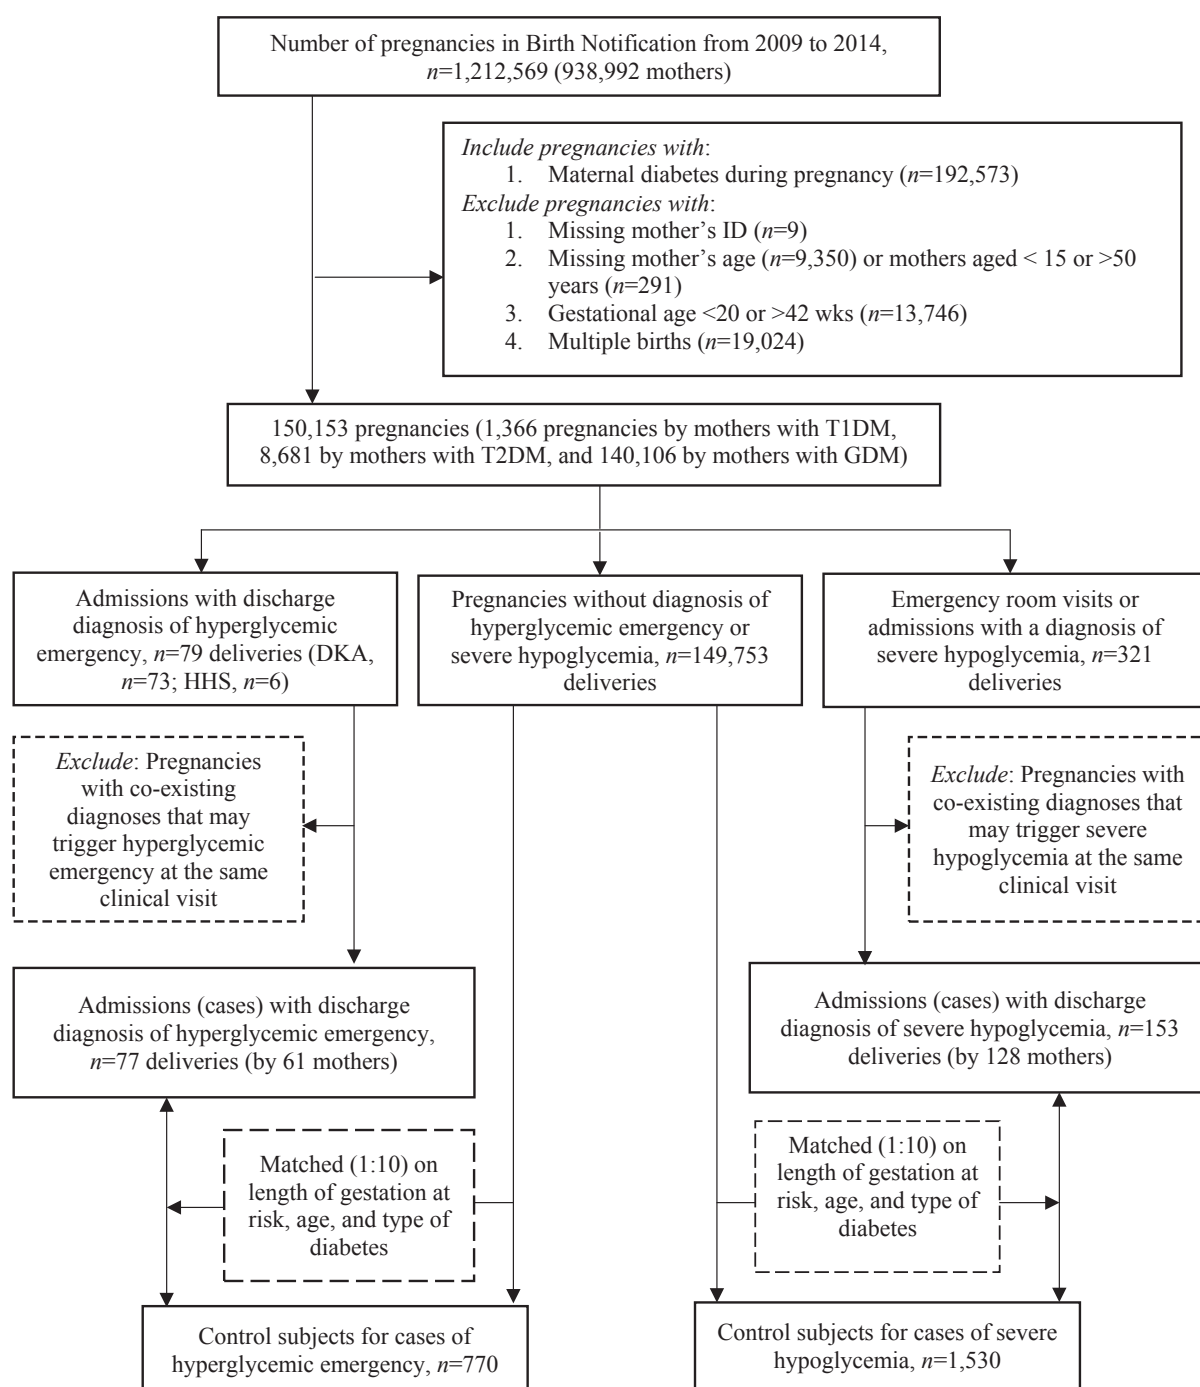 Number of pregnancies in Birth Notification from 2009 to 2014,
n=1,212,569 (938,992 mothers)
Include pregnancies with:
1. Maternal diabetes during pregnancy (n=192,573)
Exclude pregnancies with:
1. Missing mother's ID (n=9)
2. Missing mother's age (n=9,350) or mothers aged < 15 or >50
years (n=291)
3. Gestational age <20 or >42 wks (n=13,746)
4. Multiple births (n=19,024)
150,153 pregnancies (1,366 pregnancies by mothers with T1DM,
8,681 by mothers with T2DM, and 140,106 by mothers with GDM)
Admissions with discharge
diagnosis of hyperglycemic
emergency, n=79 deliveries (DKA,
n=73; HHS, n=6)
Pregnancies without diagnosis of
hyperglycemic emergency or
severe hypoglycemia, n=149,753
deliveries
Emergency room visits or
admissions with a diagnosis of
severe hypoglycemia, n=321
deliveries
Exclude: Pregnancies
with co-existing
diagnoses that may
trigger hyperglycemic
emergency at the same
clinical visit
Exclude: Pregnancies with
co-existing diagnoses that
may trigger severe
hypoglycemia at the same
clinical visit
Admissions (cases) with discharge
diagnosis of hyperglycemic emergency,
n=77 deliveries (by 61 mothers)
Admissions (cases) with discharge
diagnosis of severe hypoglycemia, n=153
deliveries (by 128 mothers)
Matched (1:10) on
length of gestation at
risk, age, and type of
diabetes
Matched (1:10) on
length of gestation at
risk, age, and type of
diabetes
Control subjects for cases of
hyperglycemic emergency, n=770
Control subjects for cases of severe
hypoglycemia, n=1,530